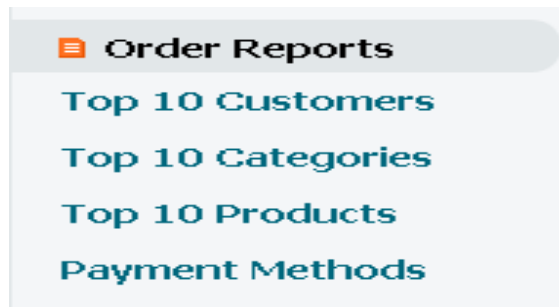 Order Reports
Top 10 Customers
Top 10 Categories
Top 10 Products
Payment Methods